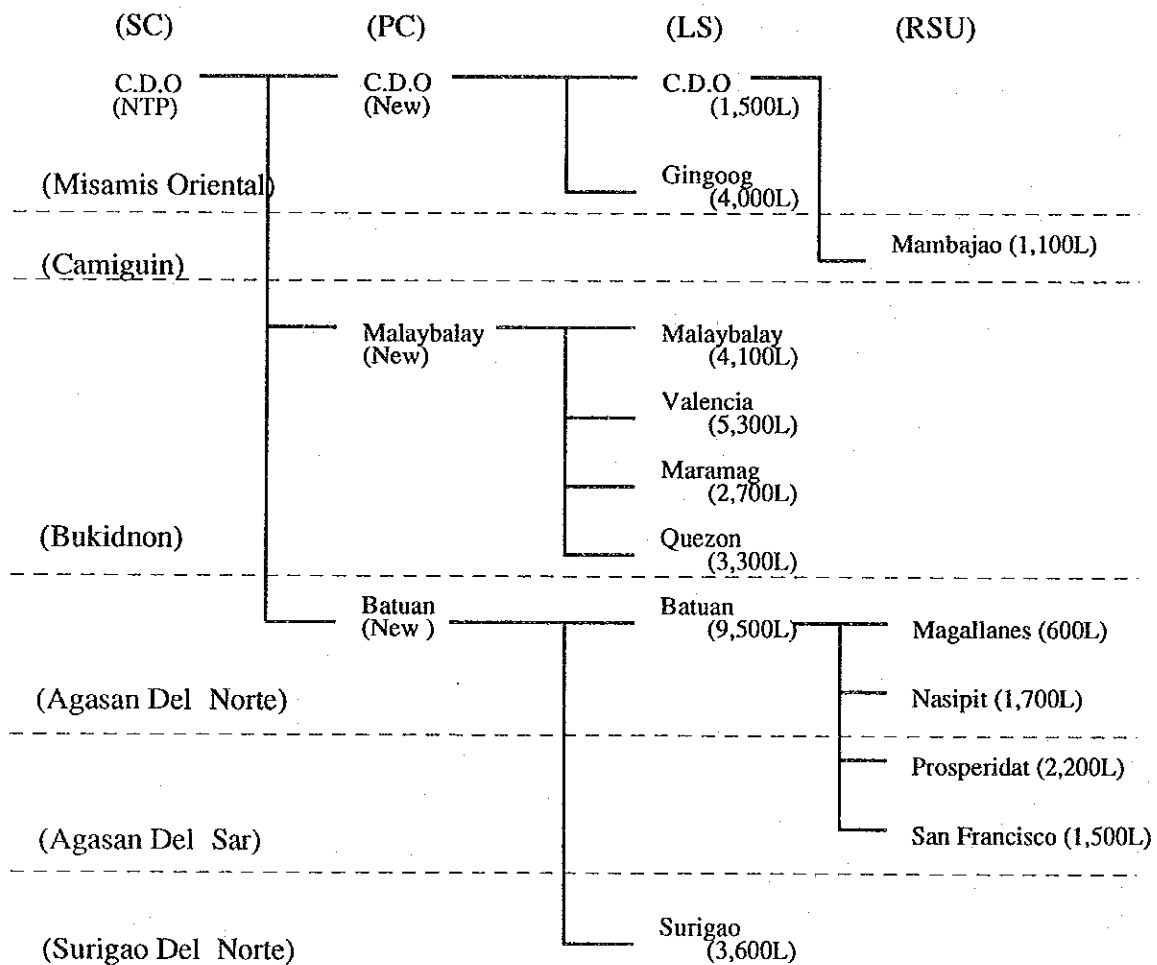 (SC) (PC) (LS) (RSU)
C.D.O C.D.O C.D.O
(NTP) (New) (1,500L)
Gingoog
(Misamis Oriental) (4,000L)
Mambajao (1,100L)
(Camiguin)
Malaybalay Malaybalay
(New) (4,100L)
Valencia
(5,300L)
Maramag
(2,700L)
(Bukidnon) Quezon
(3,300L)
Batuan Batuan
(New ) (9,500L) Magallanes (600L)
(Agasan Del Norte) Nasipit (1,700L)
Prosperidat (2,200L)
(Agasan Del Sar) San Francisco (1,500L)
Surigao
(Surigao Del Norte) (3,600L)